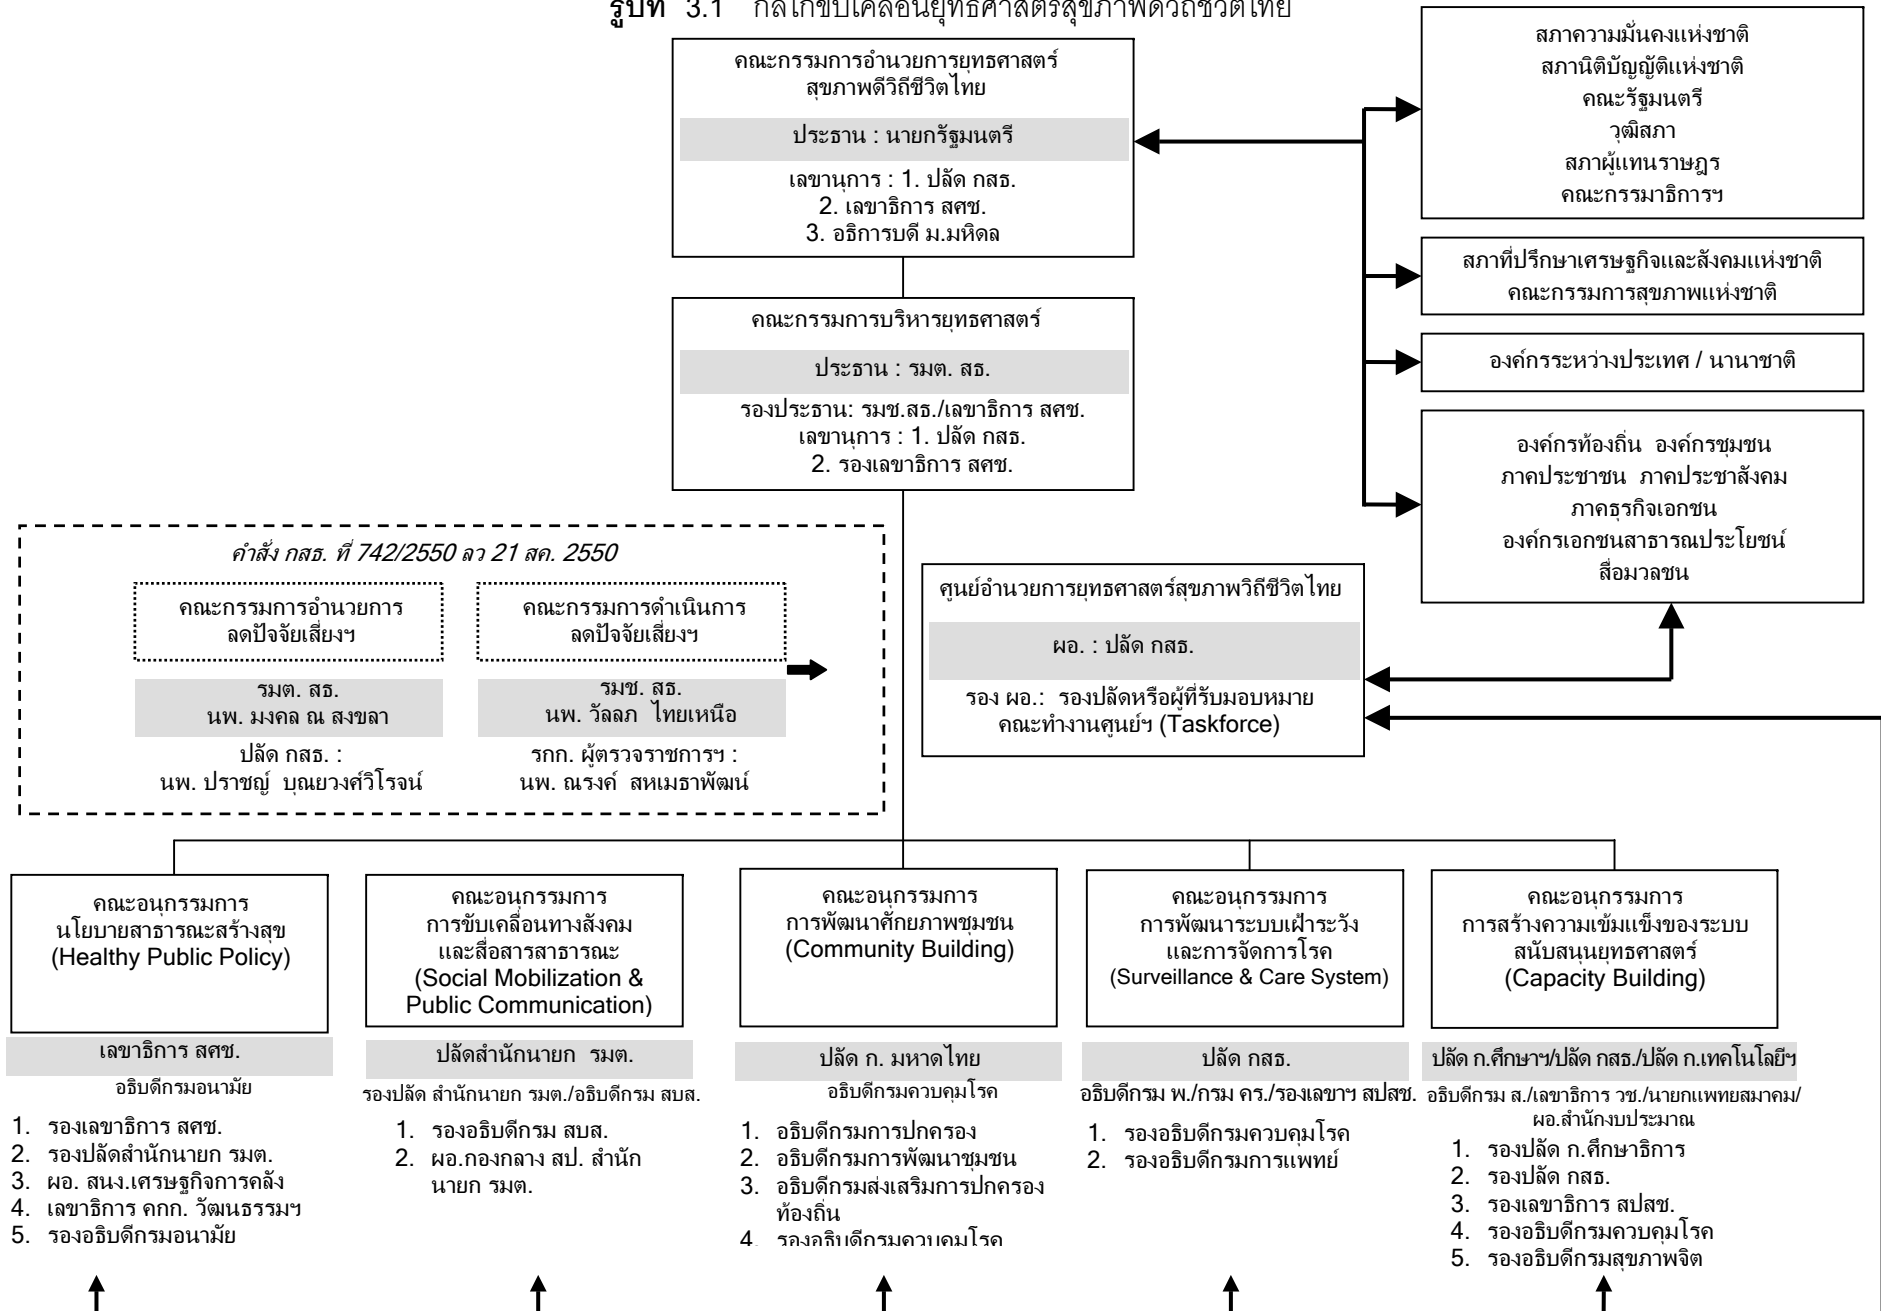 รูปที่ 3.1 กลไกขับเคลื่อนยุทธศาสตร์สุขภาพดีวิถีชีวิตไทย
คณะกรรมการอำนวยการยุทธศาสตร์
สุขภาพดีวิถีชีวิตไทย
ประธาน : นายกรัฐมนตรี
เลขานุการ : 1. ปลัด กสธ.
2. เลขาธิการ สศช.
3. อธิการบดี ม.มหิดล
สภาความมั่นคงแห่งชาติ
สภานิติบัญญัติแห่งชาติ
คณะรัฐมนตรี
วุฒิสภา
สภาผู้แทนราษฎร
คณะกรรมาธิการฯ
สภาที่ปรึกษาเศรษฐกิจและสังคมแห่งชาติ
คณะกรรมการสุขภาพแห่งชาติ
องค์กรระหว่างประเทศ / นานาชาติ
องค์กรท้องถิ่น องค์กรชุมชน
ภาคประชาชน ภาคประชาสังคม
ภาคธุรกิจเอกชน
องค์กรเอกชนสาธารณประโยชน์
สื่อมวลชน
คณะกรรมการบริหารยุทธศาสตร์
ประธาน : รมต. สธ.
รองประธาน: รมช.สธ./เลขาธิการ สศช.
เลขานุการ : 1. ปลัด กสธ.
2. รองเลขาธิการ สศช.
คำสั่ง กสธ. ที่ 742/2550 ลว 21 สค. 2550
คณะกรรมการอำนวยการ
ลดปัจจัยเสี่ยงฯ
รมต. สธ.
นพ. มงคล ณ สงขลา
ปลัด กสธ. :
นพ. ปราชญ์ บุณยวงศ์วิโรจน์
คณะกรรมการดำเนินการ
ลดปัจจัยเสี่ยงฯ
รมช. สธ.
นพ. วัลลภ ไทยเหนือ
รกก. ผู้ตรวจราชการฯ :
นพ. ณรงค์ สหเมธาพัฒน์
ศูนย์อำนวยการยุทธศาสตร์สุขภาพวิถีชีวิตไทย
ผอ. : ปลัด กสธ.
รอง ผอ.: รองปลัดหรือผู้ที่รับมอบหมาย
คณะทำงานศูนย์ฯ (Taskforce)
คณะอนุกรรมการ
นโยบายสาธารณะสร้างสุข
(Healthy Public Policy)
เลขาธิการ สศช.
อธิบดีกรมอนามัย
1. รองเลขาธิการ สศช.
2. รองปลัดสำนักนายก รมต.
3. ผอ. สนง.เศรษฐกิจการคลัง
4. เลขาธิการ คกก. วัฒนธรรมฯ
5. รองอธิบดีกรมอนามัย
คณะอนุกรรมการ
การขับเคลื่อนทางสังคม
และสื่อสารสาธารณะ
(Social Mobilization &
Public Communication)
ปลัดสำนักนายก รมต.
รองปลัด สำนักนายก รมต./อธิบดีกรม สบส.
1. รองอธิบดีกรม สบส.
2. ผอ.กองกลาง สป. สำนัก
นายก รมต.
คณะอนุกรรมการ
การพัฒนาศักยภาพชุมชน
(Community Building)
ปลัด ก. มหาดไทย
อธิบดีกรมควบคุมโรค
1. อธิบดีกรมการปกครอง
2. อธิบดีกรมการพัฒนาชุมชน
3. อธิบดีกรมส่งเสริมการปกครอง
ท้องถิ่น
4. รองอธิบดีกรมควบคุมโรค
คณะอนุกรรมการ
การพัฒนาระบบเฝ้าระวัง
และการจัดการโรค
(Surveillance & Care System)
ปลัด กสธ.
อธิบดีกรม พ./กรม คร./รองเลขาฯ สปสช.
1. รองอธิบดีกรมควบคุมโรค
2. รองอธิบดีกรมการแพทย์
คณะอนุกรรมการ
การสร้างความเข้มแข็งของระบบ
สนับสนุนยุทธศาสตร์
(Capacity Building)
ปลัด ก.ศึกษาฯ/ปลัด กสธ./ปลัด ก.เทคโนโลยีฯ
อธิบดีกรม ส./เลขาธิการ วช./นายกแพทยสมาคม/
ผอ.สำนักงบประมาณ
1. รองปลัด ก.ศึกษาธิการ
2. รองปลัด กสธ.
3. รองเลขาธิการ สปสช.
4. รองอธิบดีกรมควบคุมโรค
5. รองอธิบดีกรมสุขภาพจิต